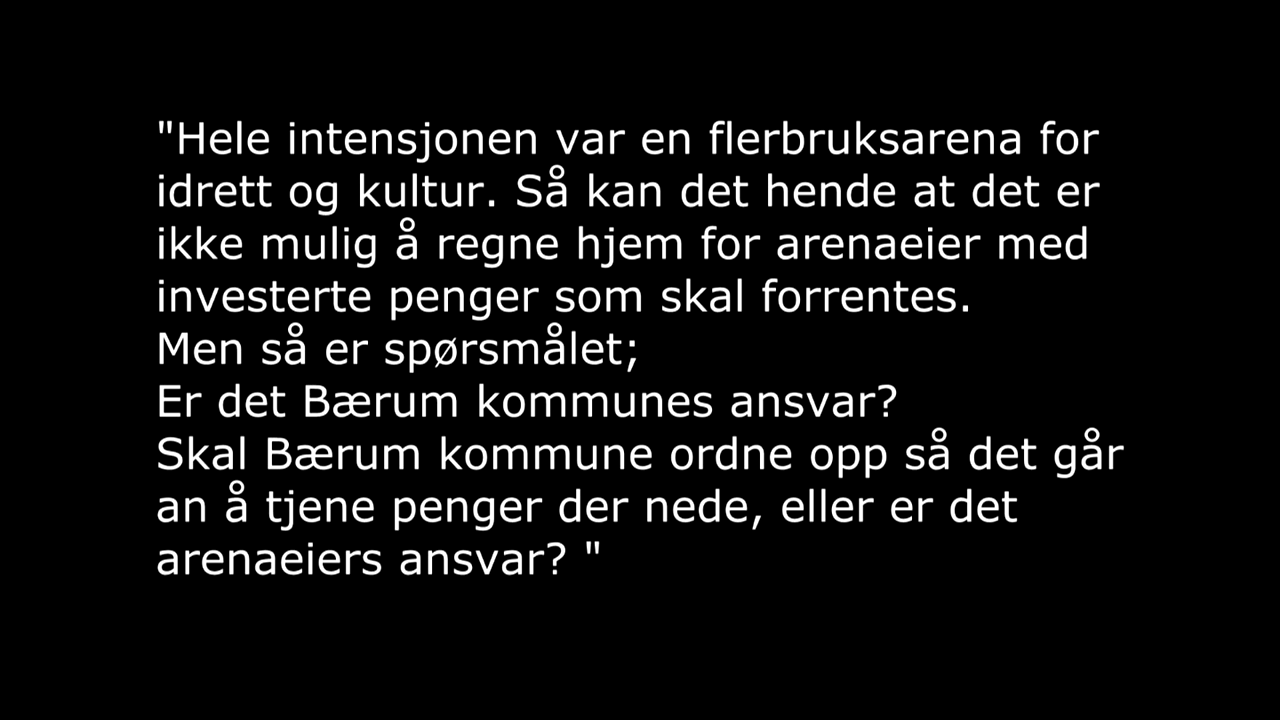 "Hele intensjonen var en flerbruksarena for
idrett og kultur. Så kan det hende at det er
ikke mulig å regne hjem for arenaeier med
investerte penger som skal forrentes.
Men så er spørsmålet;
Er det Bærum kommunes ansvar?
Skal Bærum kommune ordne opp så det går
an å tjene penger der nede, eller er det
arenaeiers ansvar? "